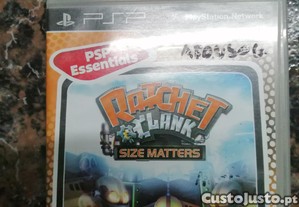 PSP PlayStation Network
PSP
Essentials
RATCHET
CLANK
SIZE MATTERS
CustoJusto.pt